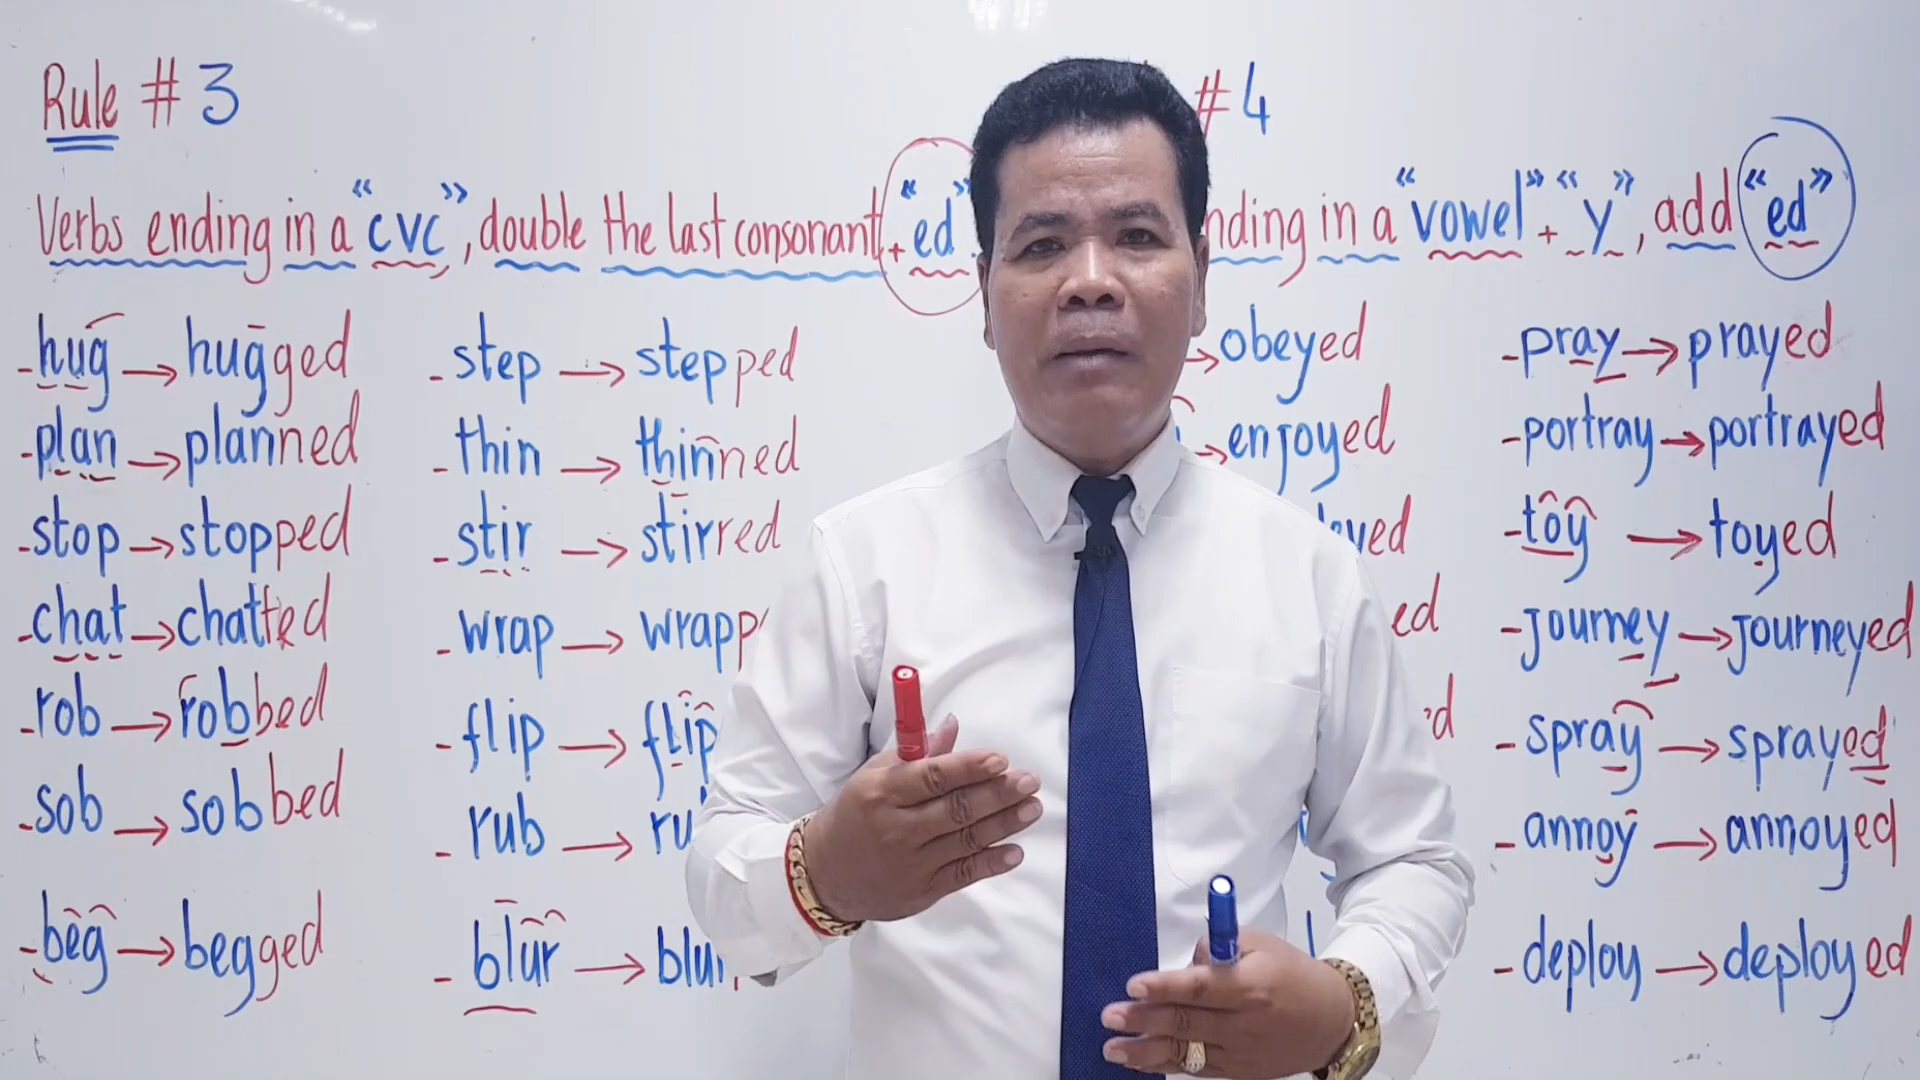 Rule # 3
Verbs ending in a "cvc", double the last consonant + "ed".
- hug → hugged
- plan → planned
- stop → stopped
- chat → chatted
- rob → robbed
- sob → sobbed
- beg → begged
- step → stepped
- thin → thinned
- stir → stirred
- wrap → wrapp
- flip → flip
- rub → ru
- blur → blur
# 4
nding in a "vowel" + "y", add "ed"
→ obeyed
→ enjoyed
yed
ed
d
- pray → prayed
- portray → portrayed
- toy → toyed
- journey → journeyed
- spray → sprayed
- annoy → annoyed
- deploy → deployed